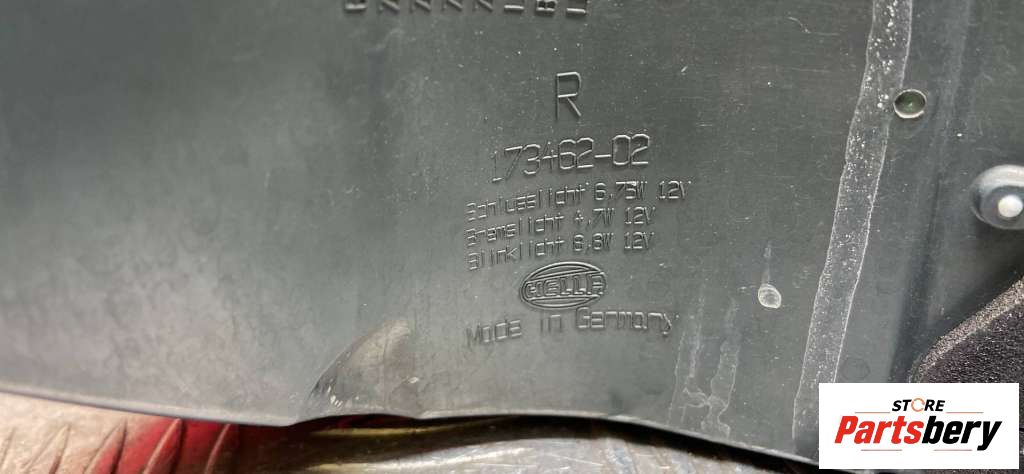 R
173462-02
Schlusslicht 6,75W 12V
Bremslicht 4,7W 12V
Blinklicht 6,6W 12V
HELLA
Made in Germany
STORE
Partsbery